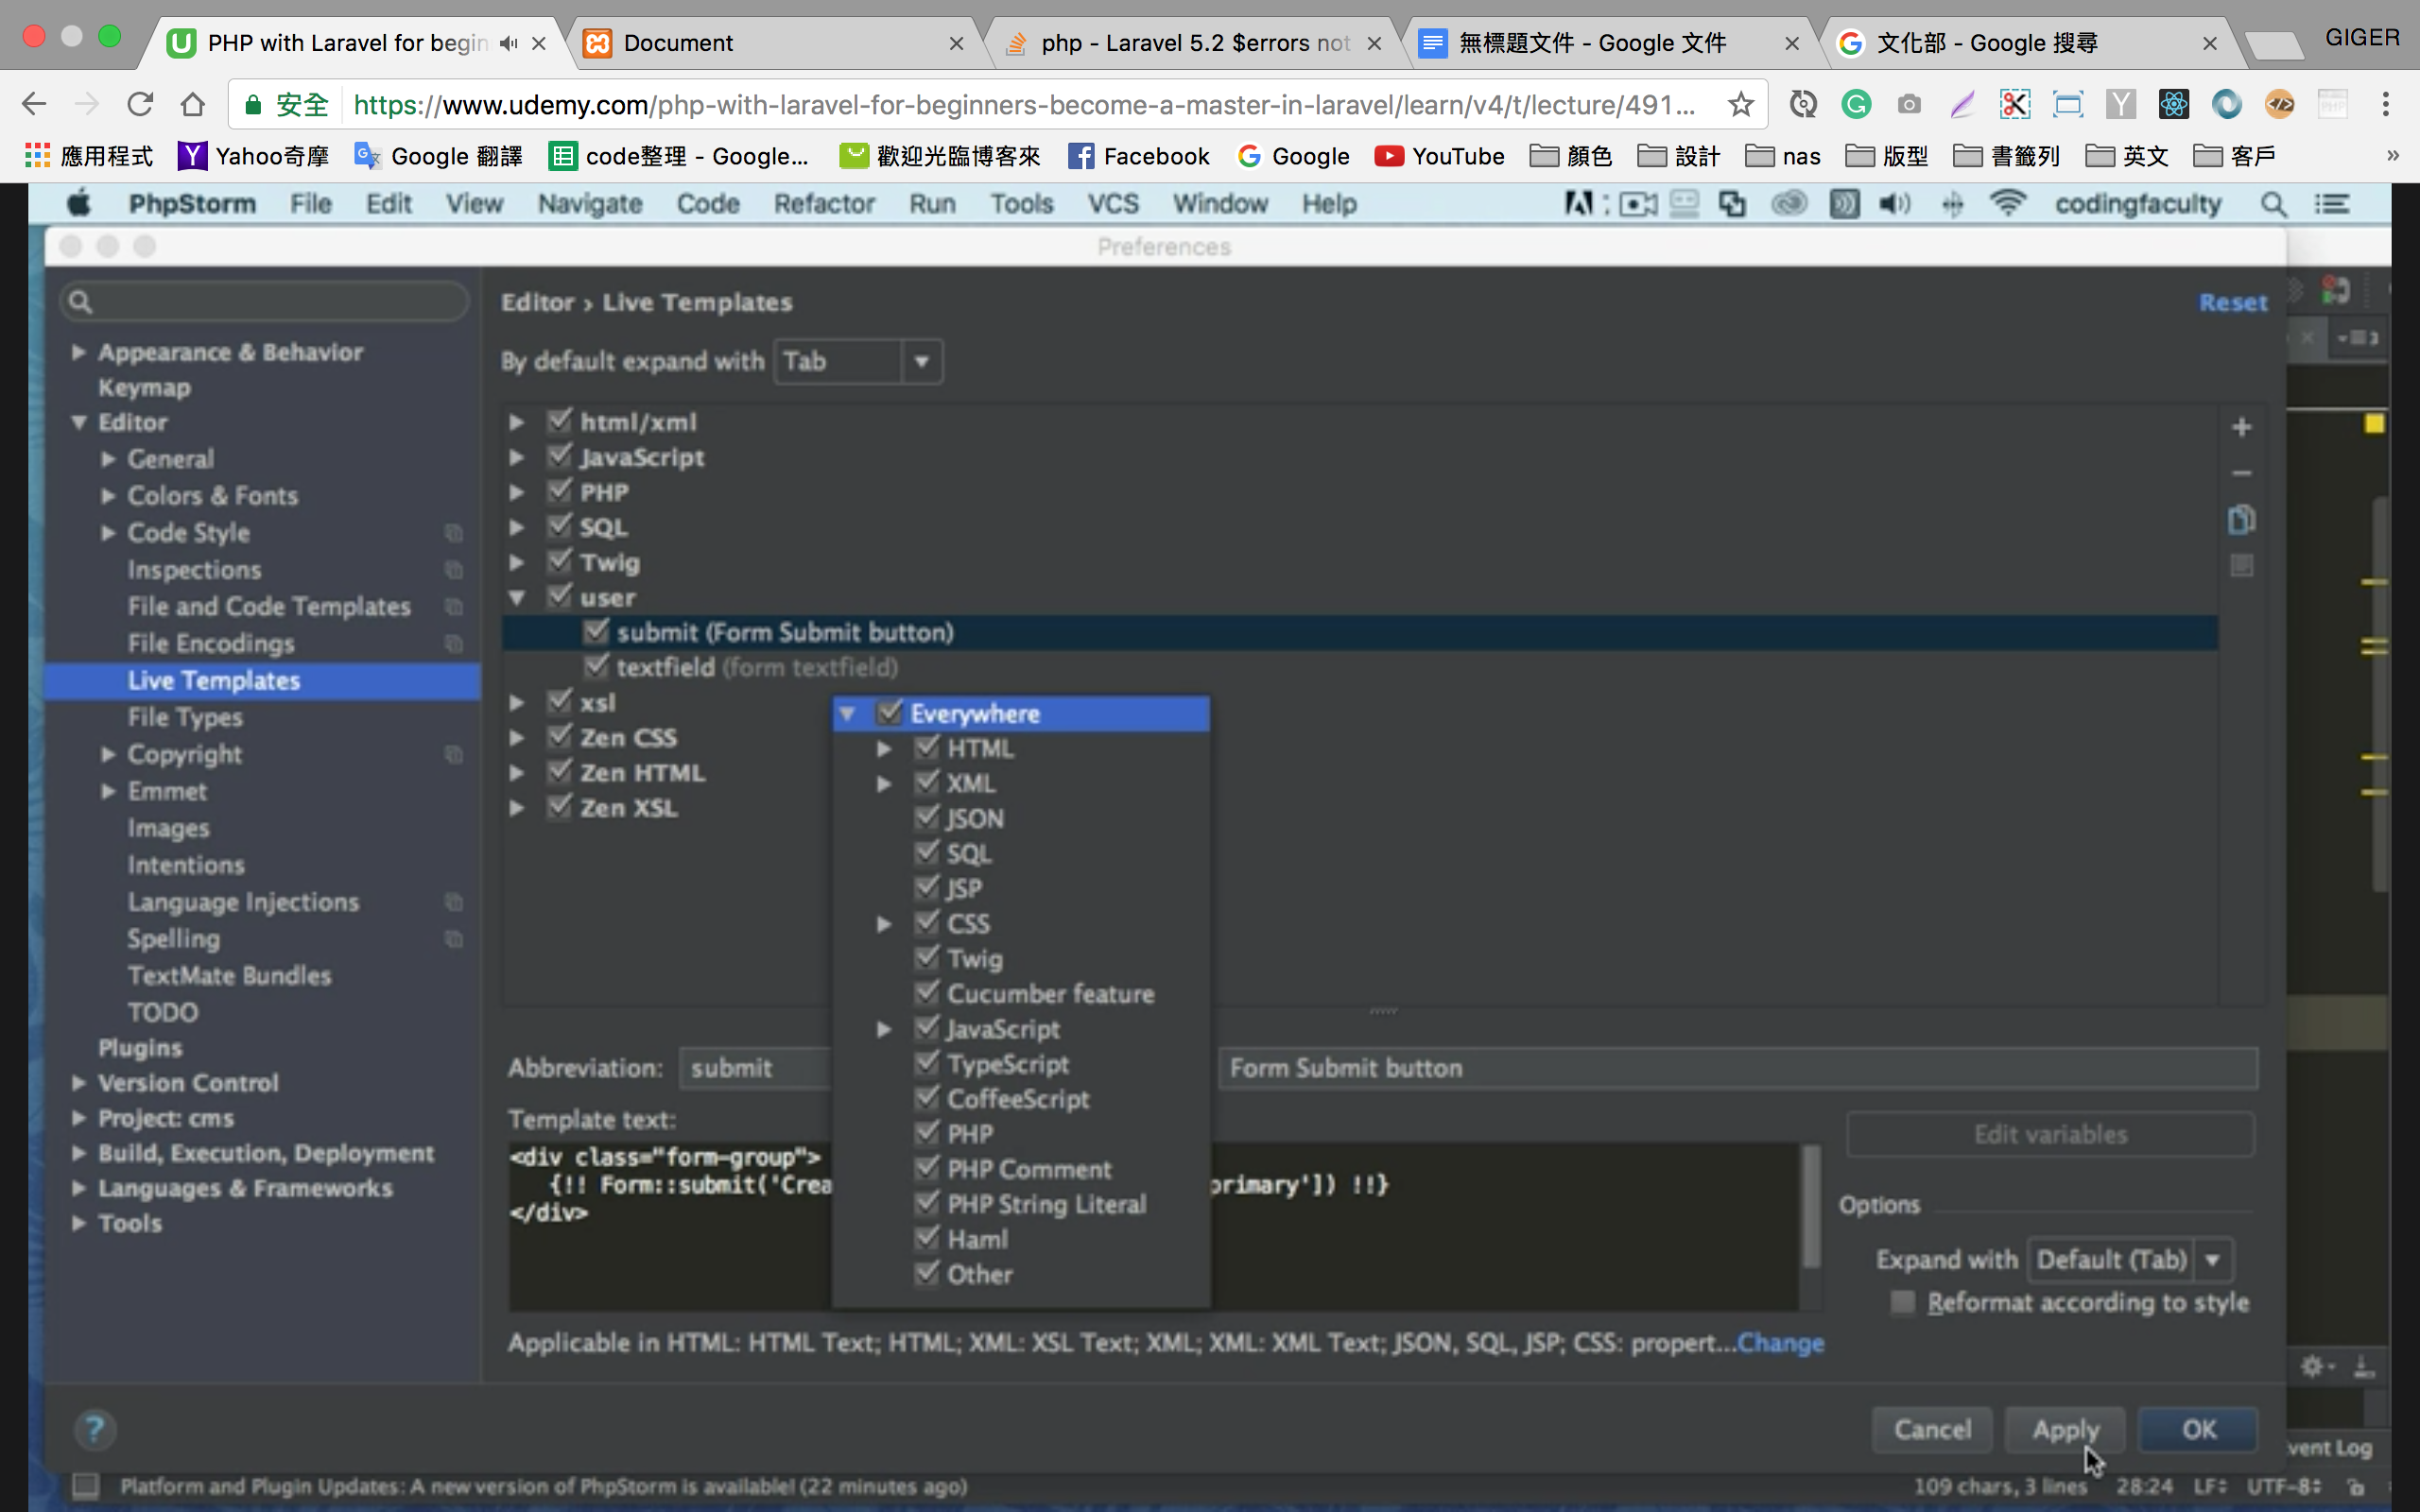 PHP with Laravel for begin
Document
php - Laravel 5.2 $errors not
無標題文件 - Google 文件
文化部 - Google 搜尋
GIGER
安全
https://www.udemy.com/php-with-laravel-for-beginners-become-a-master-in-laravel/learn/v4/t/lecture/491...
應用程式
Yahoo奇摩
Google 翻譯
code整理 - Google...
歡迎光臨博客來
Facebook
Google
YouTube
顏色
設計
nas
版型
書籤列
英文
客戶
»
PhpStorm File Edit View Navigate Code Refactor Run Tools VCS Window Help
codingfaculty
Preferences
Appearance & Behavior
Keymap
Editor
General
Colors & Fonts
Code Style
Inspections
File and Code Templates
File Encodings
Live Templates
File Types
Copyright
Emmet
Images
Intentions
Language Injections
Spelling
TextMate Bundles
TODO
Plugins
Version Control
Project: cms
Build, Execution, Deployment
Languages & Frameworks
Tools
Editor › Live Templates
Reset
By default expand with Tab
html/xml
JavaScript
PHP
SQL
Twig
user
submit (Form Submit button)
textfield (form textfield)
xsl
Zen CSS
Zen HTML
Zen XSL
Everywhere
HTML
XML
JSON
SQL
JSP
CSS
Twig
Cucumber feature
JavaScript
TypeScript
CoffeeScript
PHP
PHP Comment
PHP String Literal
Haml
Other
Abbreviation: submit
Form Submit button
Template text:
<div class="form-group">
{!! Form::submit('Crea
primary']) !!}
</div>
Edit variables
Options
Expand with Default (Tab)
Reformat according to style
Applicable in HTML: HTML Text; HTML; XML: XSL Text; XML; XML: XML Text; JSON, SQL, JSP; CSS: propert...Change
?
Cancel
Apply
OK
vent Log
Platform and Plugin Updates: A new version of PhpStorm is available! (22 minutes ago)
109 chars, 3 lines 28:24 LF UTF-8